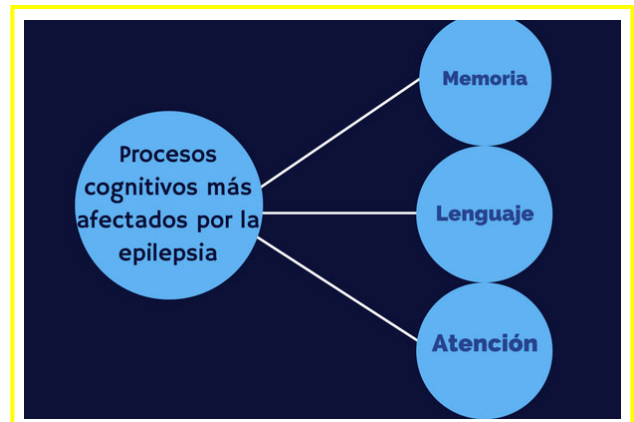 Procesos
cognitivos más
afectados por la
epilepsia
Memoria
Lenguaje
Atención